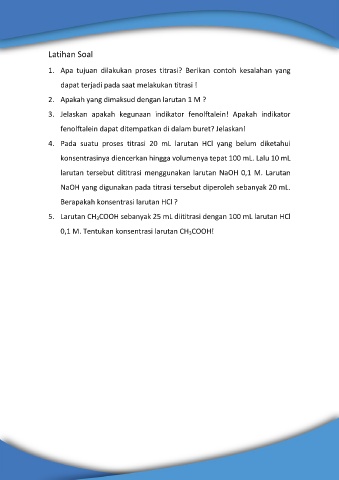 Latihan Soal
1. Apa tujuan dilakukan proses titrasi? Berikan contoh kesalahan yang
dapat terjadi pada saat melakukan titrasi !
2. Apakah yang dimaksud dengan larutan 1 M ?
3. Jelaskan apakah kegunaan indikator fenolftalein! Apakah indikator
fenolftalein dapat ditempatkan di dalam buret? Jelaskan!
4. Pada suatu proses titrasi 20 mL larutan HCl yang belum diketahui
konsentrasinya diencerkan hingga volumenya tepat 100 mL. Lalu 10 mL
larutan tersebut dititrasi menggunakan larutan NaOH 0,1 M. Larutan
NaOH yang digunakan pada titrasi tersebut diperoleh sebanyak 20 mL.
Berapakah konsentrasi larutan HCl ?
5. Larutan CH₃COOH sebanyak 25 mL diititrasi dengan 100 mL larutan HCl
0,1 M. Tentukan konsentrasi larutan CH₃COOH!